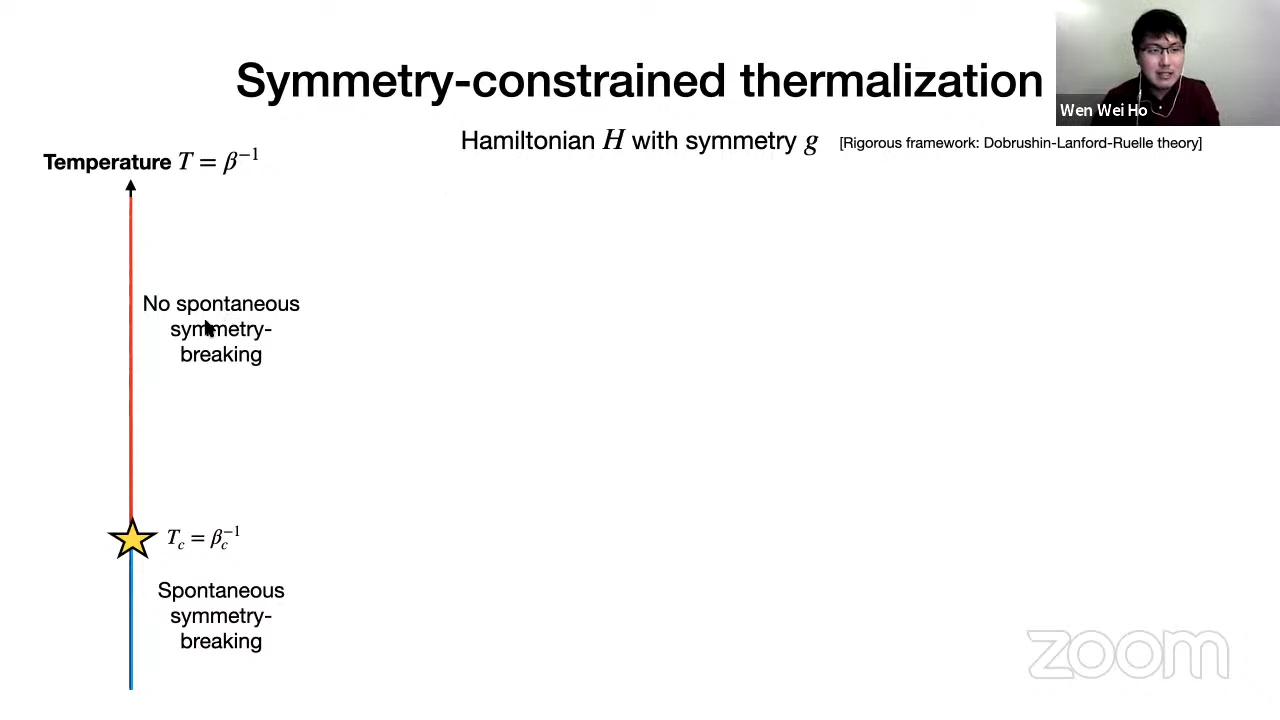 Symmetry-constrained thermalization
Wen Wei Ho
Hamiltonian H with symmetry g [Rigorous framework: Dobrushin-Lanford-Ruelle theory]
Temperature T = β⁻¹
No spontaneous
symmetry-
breaking
T_c = β_c⁻¹
Spontaneous
symmetry-
breaking
zoom